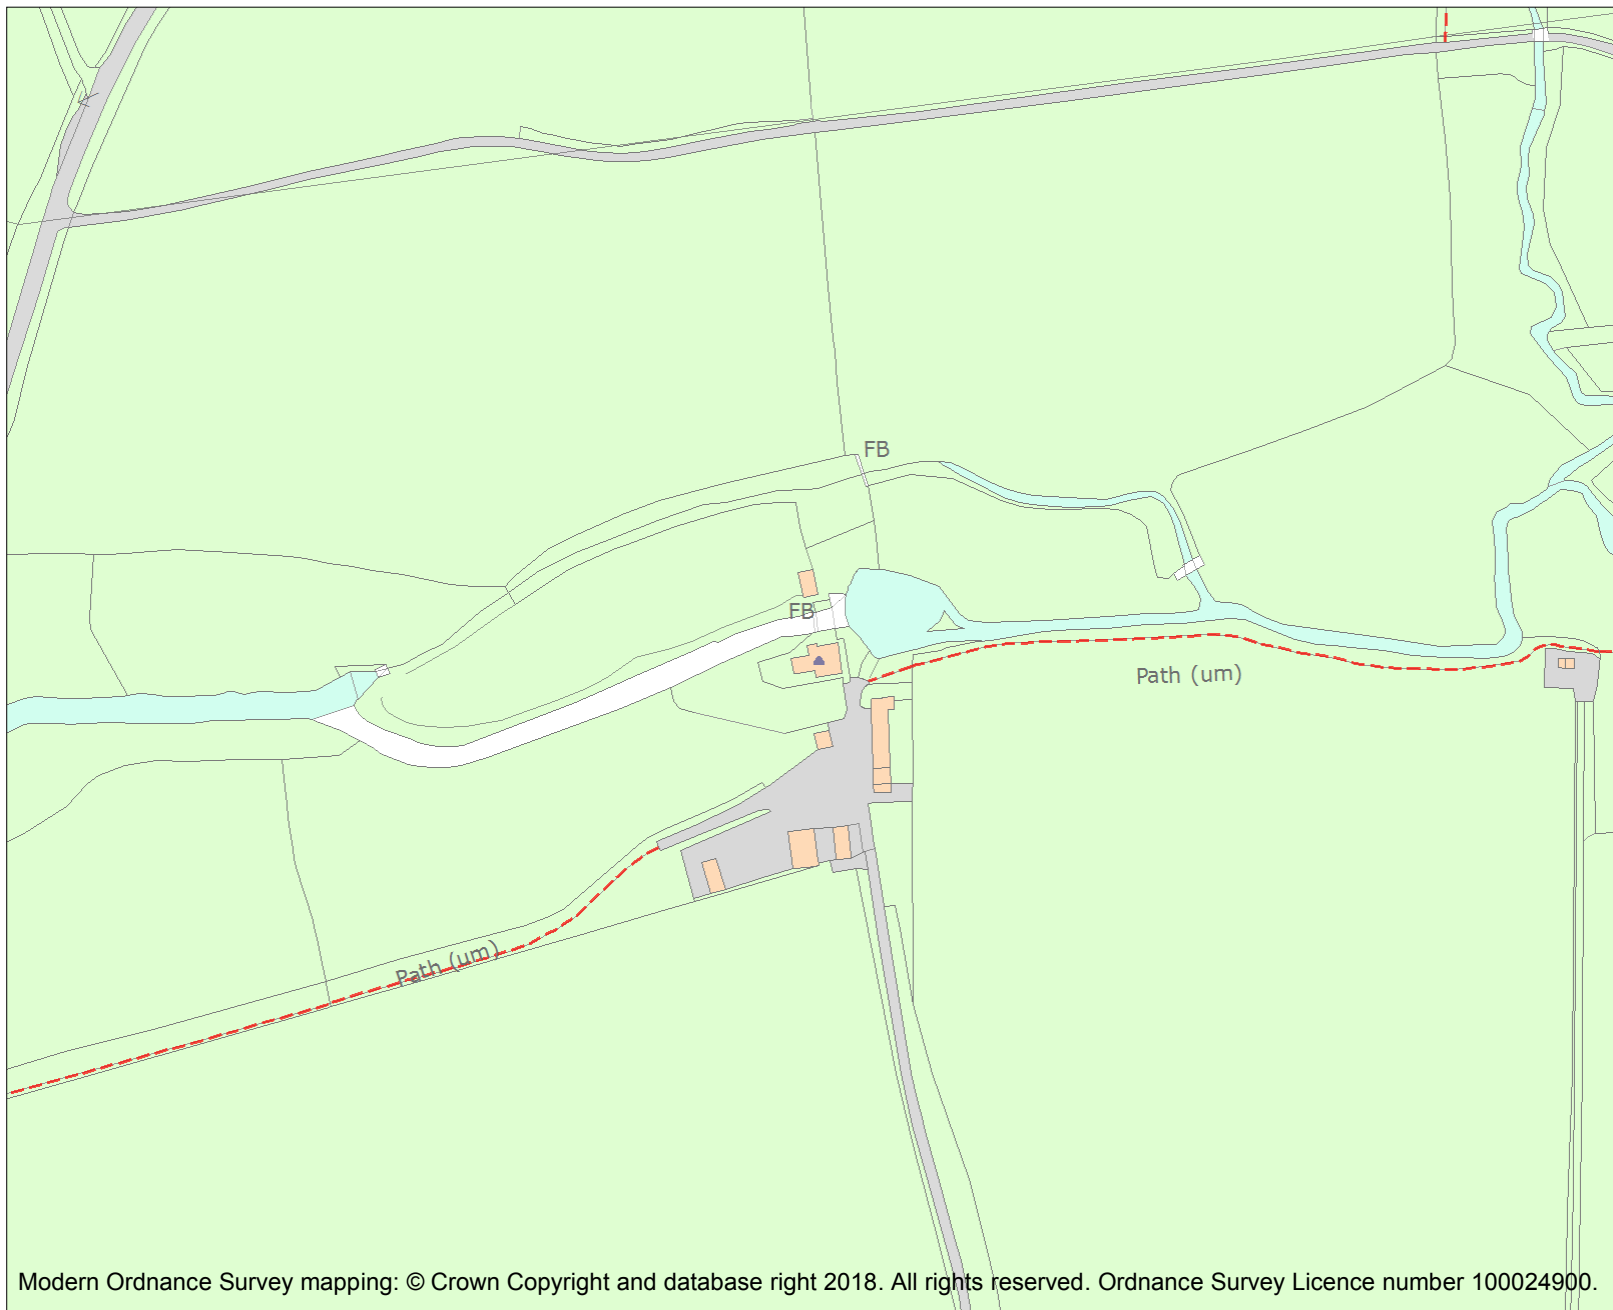 FB
FB
Path (um)
Path (um)
Modern Ordnance Survey mapping: © Crown Copyright and database right 2018. All rights reserved. Ordnance Survey Licence number 100024900.